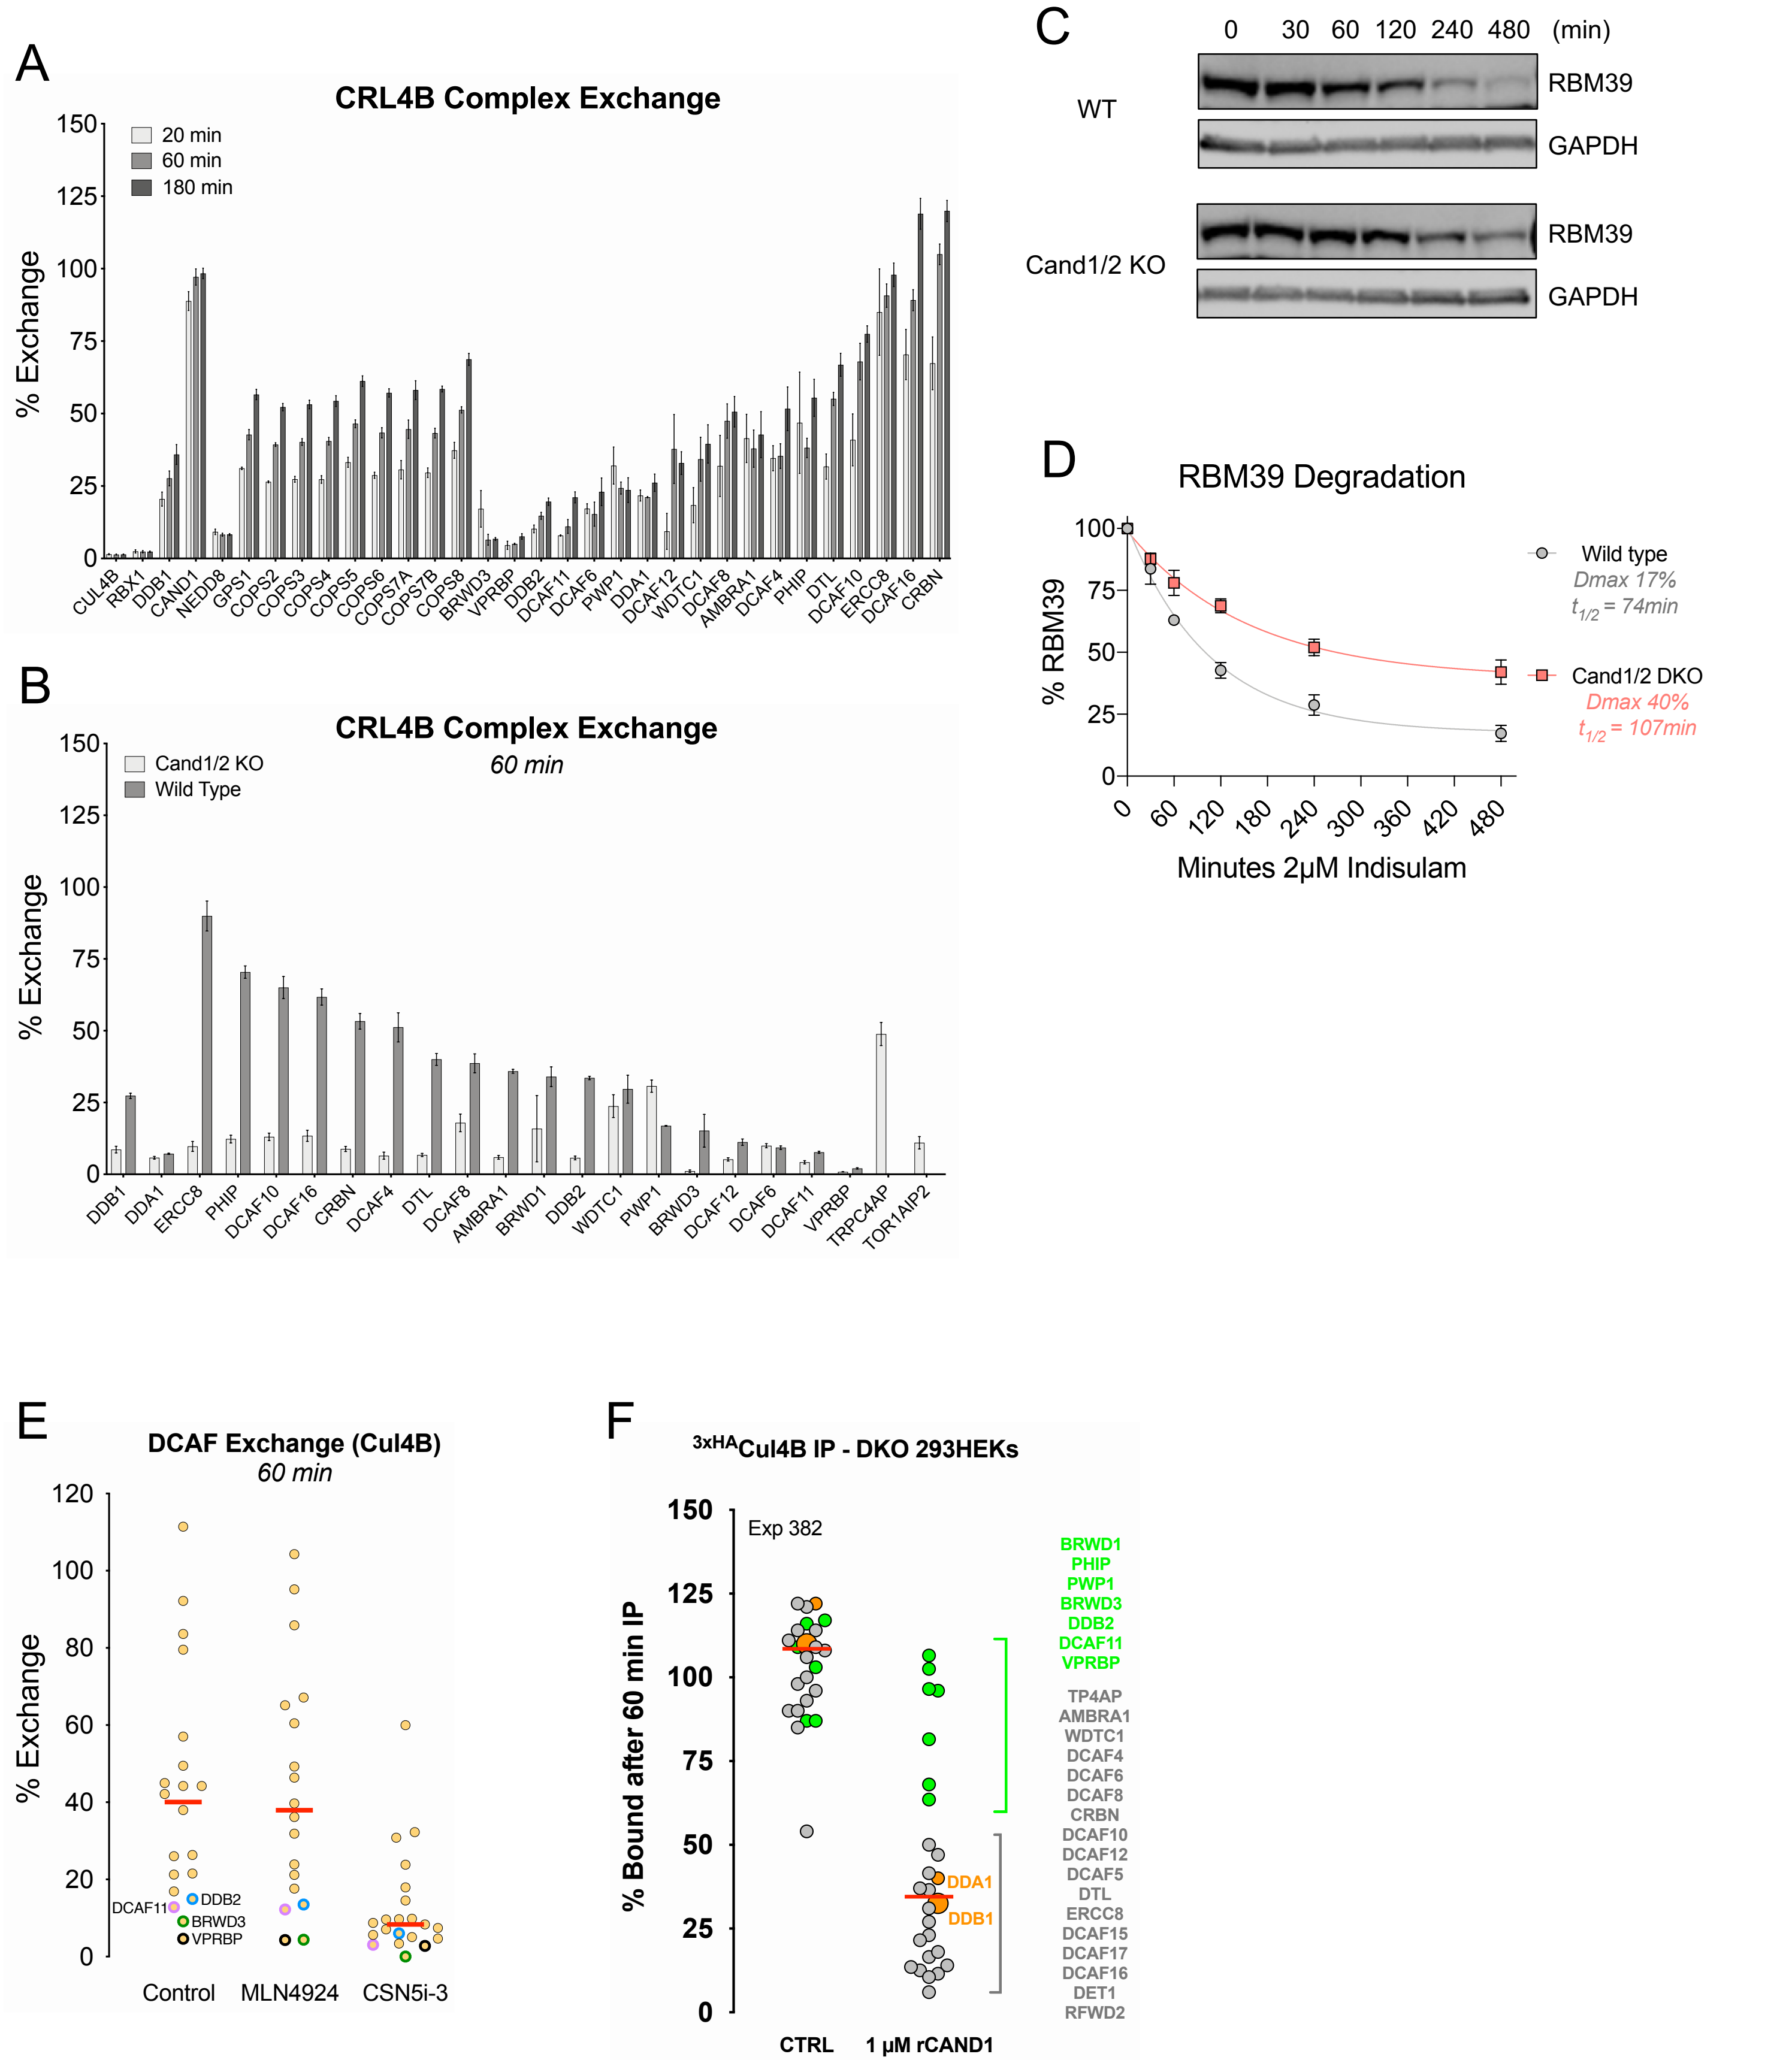 A
CRL4B Complex Exchange
20 min
60 min
180 min
% Exchange
150
125
100
75
50
25
0
CUL4B
RBX1
DDB1
CAND1
NEDD8
GPS1
COPS2
COPS3
COPS4
COPS5
COPS6
COPS7A
COPS7B
COPS8
BRWD3
VPRBP
DDB2
DCAF11
DCAF6
PWP1
DDA1
DCAF12
WDTC1
DCAF8
AMBRA1
DCAF4
PHIP
DTL
DCAF10
ERCC8
DCAF16
CRBN
B
CRL4B Complex Exchange
60 min
Cand1/2 KO
Wild Type
% Exchange
150
125
100
75
50
25
0
DDB1
DDA1
ERCC8
PHIP
DCAF10
DCAF16
CRBN
DCAF4
DTL
DCAF8
AMBRA1
BRWD1
DDB2
WDTC1
PWP1
BRWD3
DCAF12
DCAF6
DCAF11
VPRBP
TRPC4AP
TOR1AIP2
C
0 30 60 120 240 480 (min)
WT
RBM39
GAPDH
Cand1/2 KO
RBM39
GAPDH
D
RBM39 Degradation
% RBM39
100
75
50
25
0
0 60 120 180 240 300 360 420 480
Minutes 2µM Indisulam
Wild type
Dmax 17%
t1/2 = 74min
Cand1/2 DKO
Dmax 40%
t1/2 = 107min
E
DCAF Exchange (Cul4B)
60 min
% Exchange
120
100
80
60
40
20
0
DCAF11
DDB2
BRWD3
VPRBP
Control MLN4924 CSN5i-3
F
3xHACul4B IP - DKO 293HEKs
Exp 382
% Bound after 60 min IP
150
125
100
75
50
25
0
DDA1
DDB1
CTRL 1 µM rCAND1
BRWD1
PHIP
PWP1
BRWD3
DDB2
DCAF11
VPRBP
TP4AP
AMBRA1
WDTC1
DCAF4
DCAF6
DCAF8
CRBN
DCAF10
DCAF12
DCAF5
DTL
ERCC8
DCAF15
DCAF17
DCAF16
DET1
RFWD2